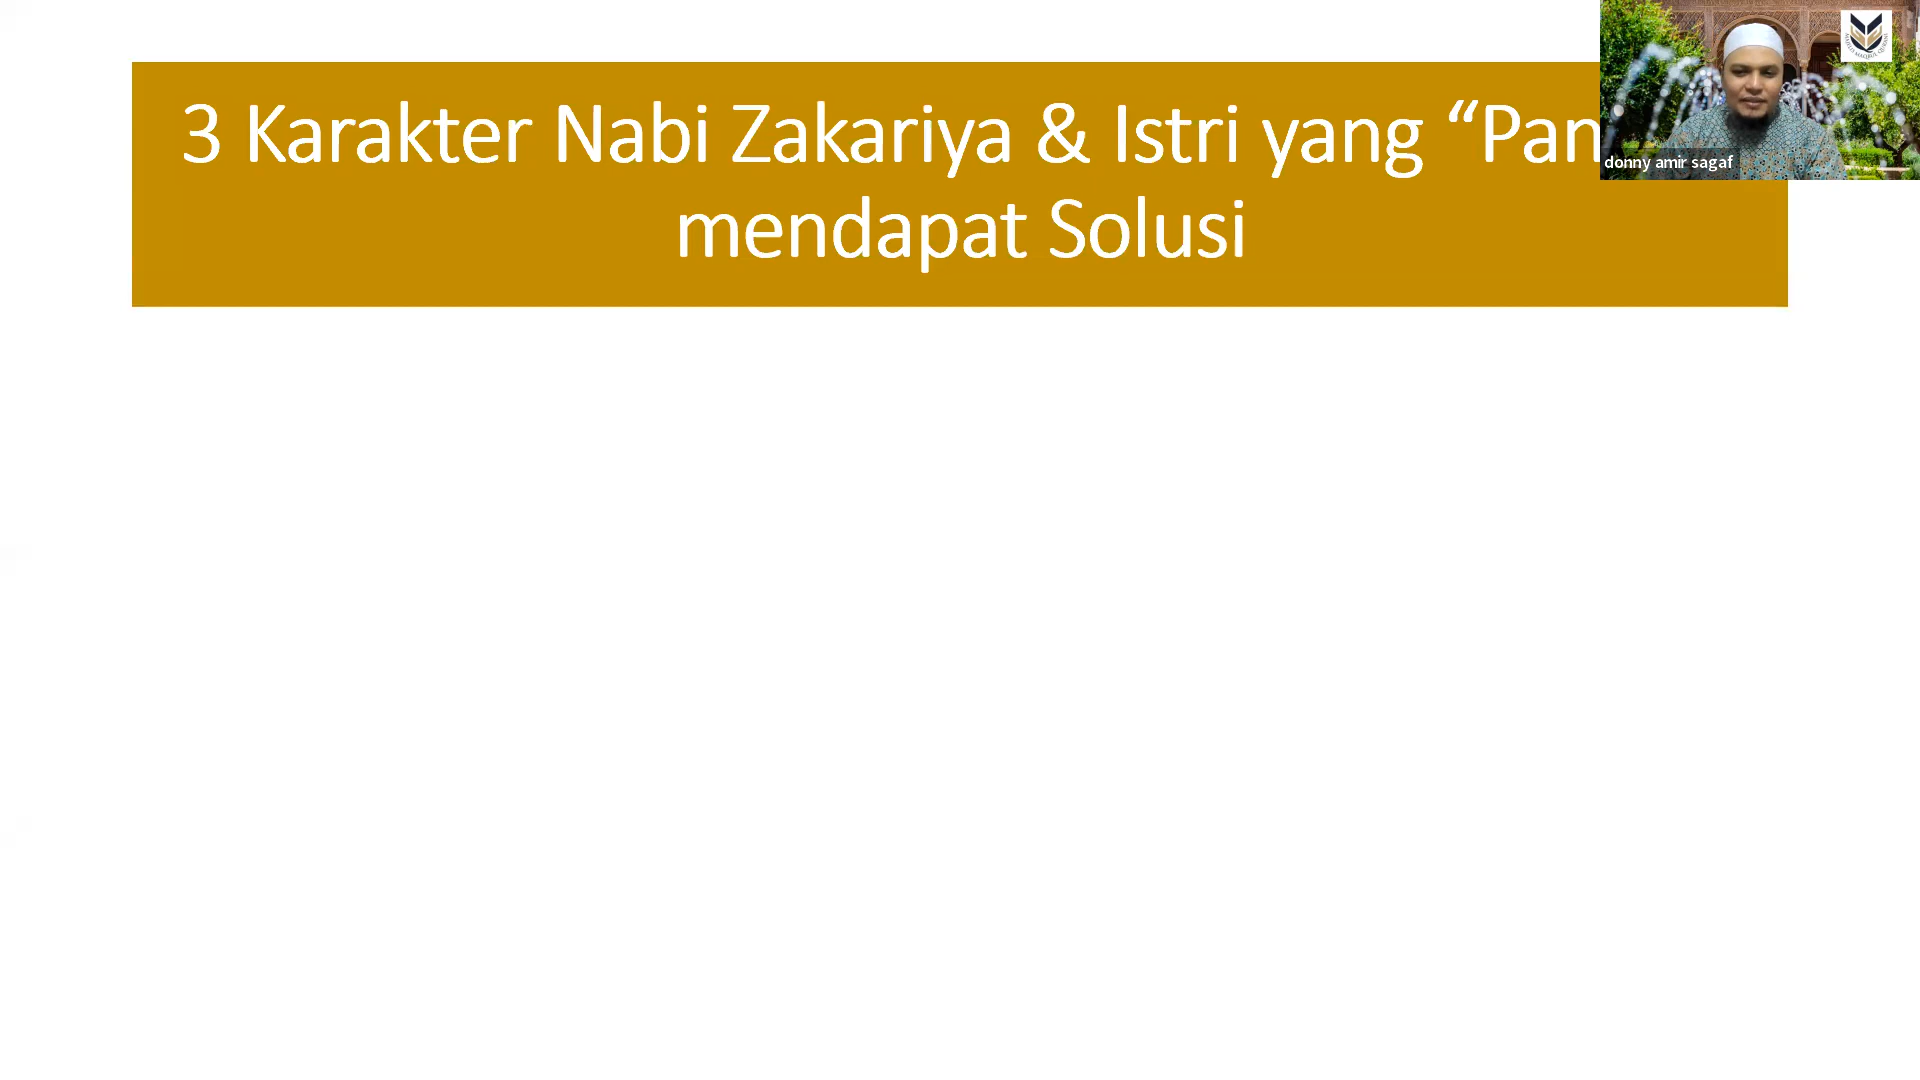 3 Karakter Nabi Zakariya & Istri yang “Pan
mendapat Solusi
donny amir sagaf